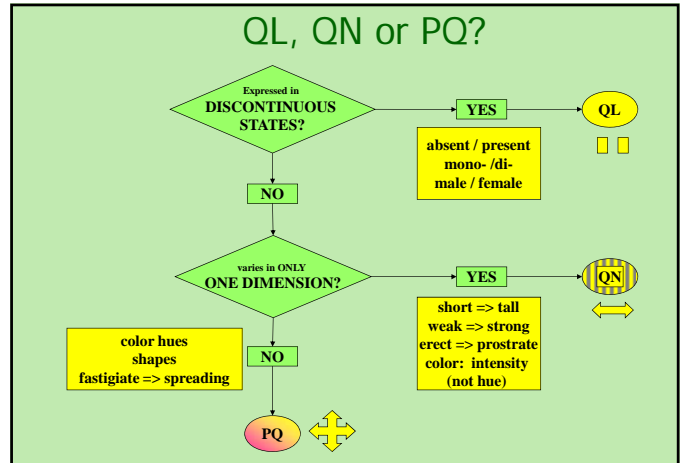 QL, QN or PQ?
Expressed in
DISCONTINUOUS
STATES?
YES
QL
absent / present
mono- /di-
male / female
NO
varies in ONLY
ONE DIMENSION?
YES
QN
short => tall
weak => strong
erect => prostrate
color: intensity
(not hue)
color hues
shapes
fastigiate => spreading
NO
PQ